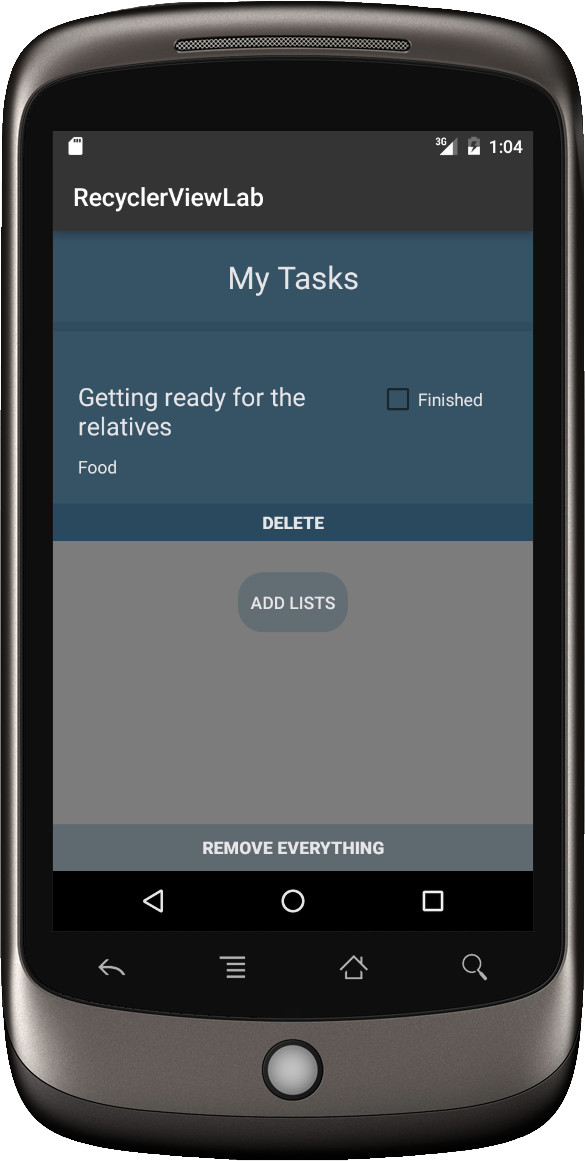 3G 1:04
RecyclerViewLab
My Tasks
Getting ready for the
relatives
Finished
Food
DELETE
ADD LISTS
REMOVE EVERYTHING